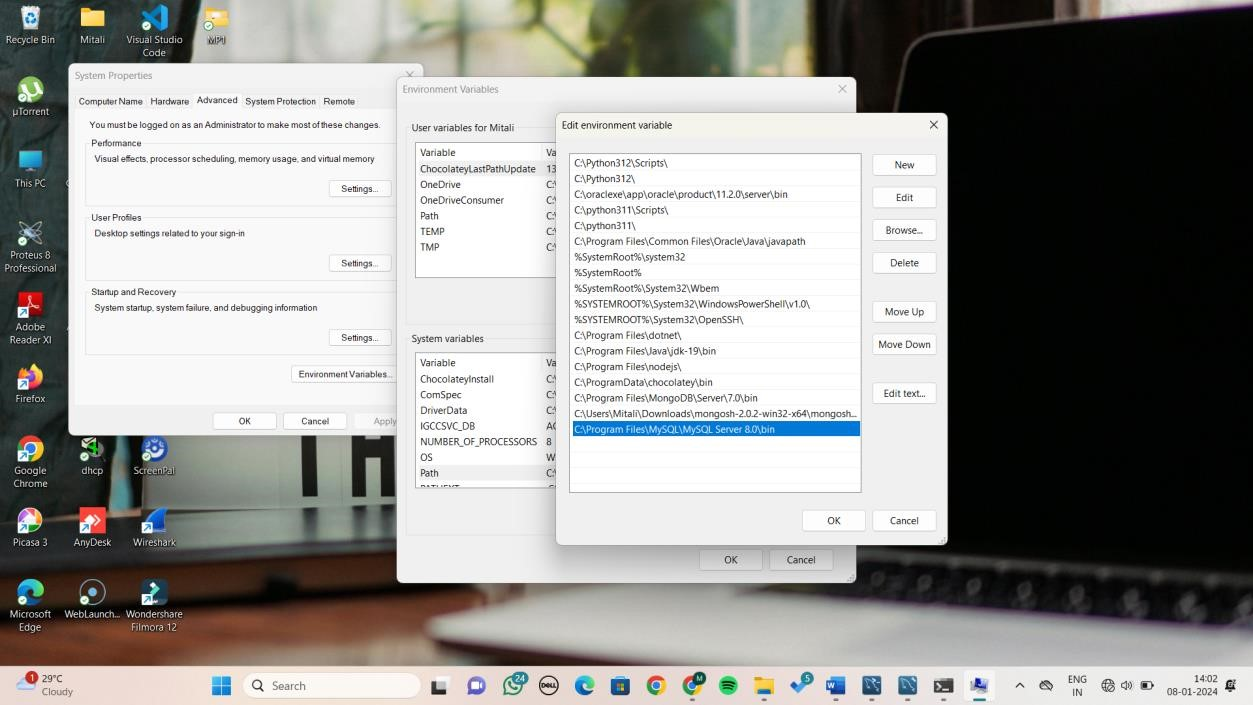 Recycle Bin
Mitali
Visual Studio
Code
MP1
µTorrent
This PC
Proteus 8
Professional
Adobe
Reader XI
Firefox
Google
Chrome
dhcp
ScreenPal
Picasa 3
AnyDesk
Wireshark
Microsoft
Edge
WebLaunch...
Wondershare
Filmora 12
System Properties
Computer Name
Hardware
Advanced
System Protection
Remote
You must be logged on as an Administrator to make most of these changes.
Performance
Visual effects, processor scheduling, memory usage, and virtual memory
Settings...
User Profiles
Desktop settings related to your sign-in
Settings...
Startup and Recovery
System startup, system failure, and debugging information
Settings...
Environment Variables...
OK
Cancel
Apply
Environment Variables
User variables for Mitali
Variable Va
ChocolateyLastPathUpdate 13
OneDrive C:\
OneDriveConsumer C:\
Path C:\
TEMP C:\
TMP C:\
System variables
Variable Va
ChocolateyInstall C:\
ComSpec C:\
DriverData C:\
IGCCSVC_DB AC
NUMBER_OF_PROCESSORS 8
OS W
Path C:\
OK
Cancel
Edit environment variable
C:\Python312\Scripts\
C:\Python312\
C:\oraclexe\app\oracle\product\11.2.0\server\bin
C:\python311\Scripts\
C:\python311\
C:\Program Files\Common Files\Oracle\Java\javapath
%SystemRoot%\system32
%SystemRoot%
%SystemRoot%\System32\Wbem
%SYSTEMROOT%\System32\WindowsPowerShell\v1.0\
%SYSTEMROOT%\System32\OpenSSH\
C:\Program Files\dotnet\
C:\Program Files\Java\jdk-19\bin
C:\Program Files\nodejs\
C:\ProgramData\chocolatey\bin
C:\Program Files\MongoDB\Server\7.0\bin
C:\Users\Mitali\Downloads\mongosh-2.0.2-win32-x64\mongosh...
C:\Program Files\MySQL\MySQL Server 8.0\bin
New
Edit
Browse...
Delete
Move Up
Move Down
Edit text...
OK
Cancel
1
29°C
Cloudy
Search
24
DELL
M
5
ENG
IN
14:02
08-01-2024